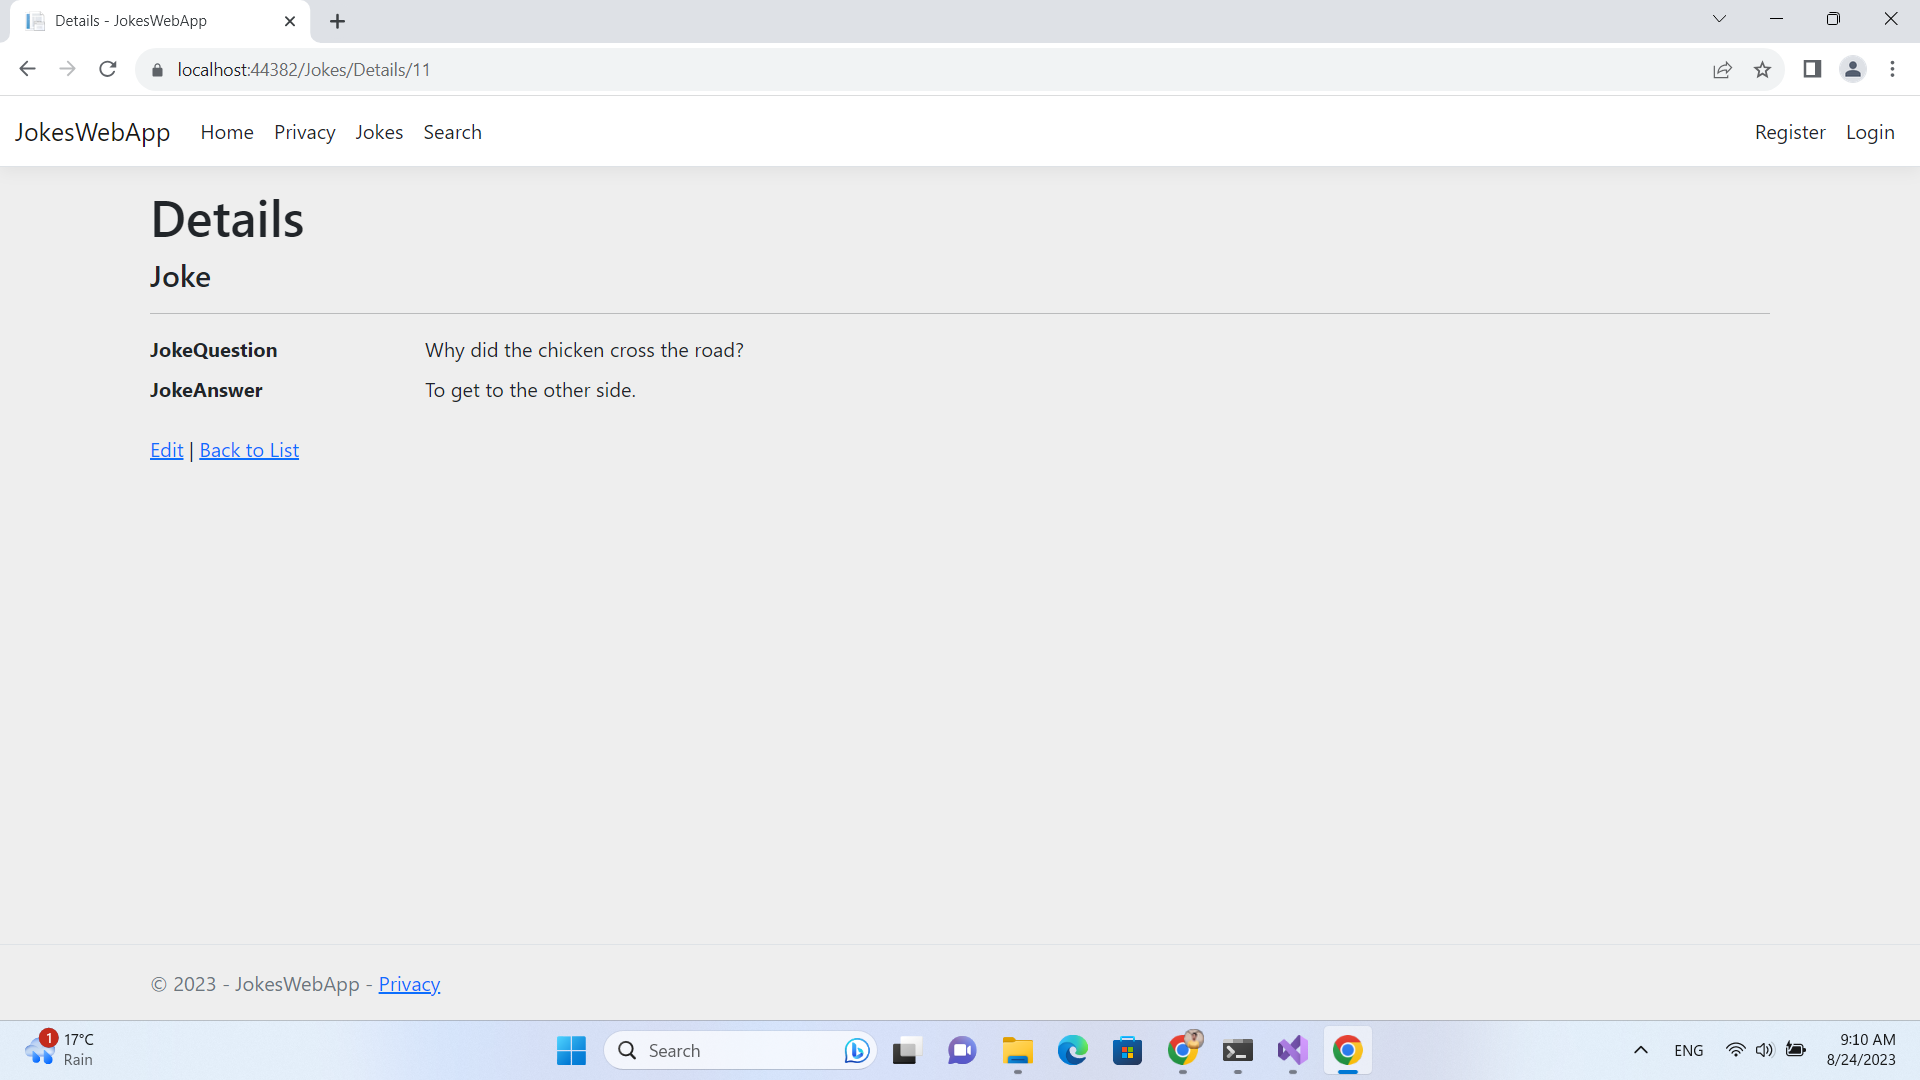 Details - JokesWebApp
localhost:44382/Jokes/Details/11
JokesWebApp Home Privacy Jokes Search Register Login
Details
Joke
JokeQuestion Why did the chicken cross the road?
JokeAnswer To get to the other side.
Edit | Back to List
© 2023 - JokesWebApp - Privacy
1 17°C
Rain
Search
ENG
9:10 AM
8/24/2023